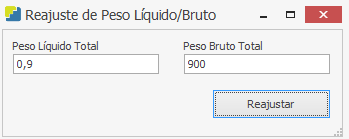 Reajuste de Peso Líquido/Bruto
Peso Líquido Total Peso Bruto Total
0,9 900
Reajustar